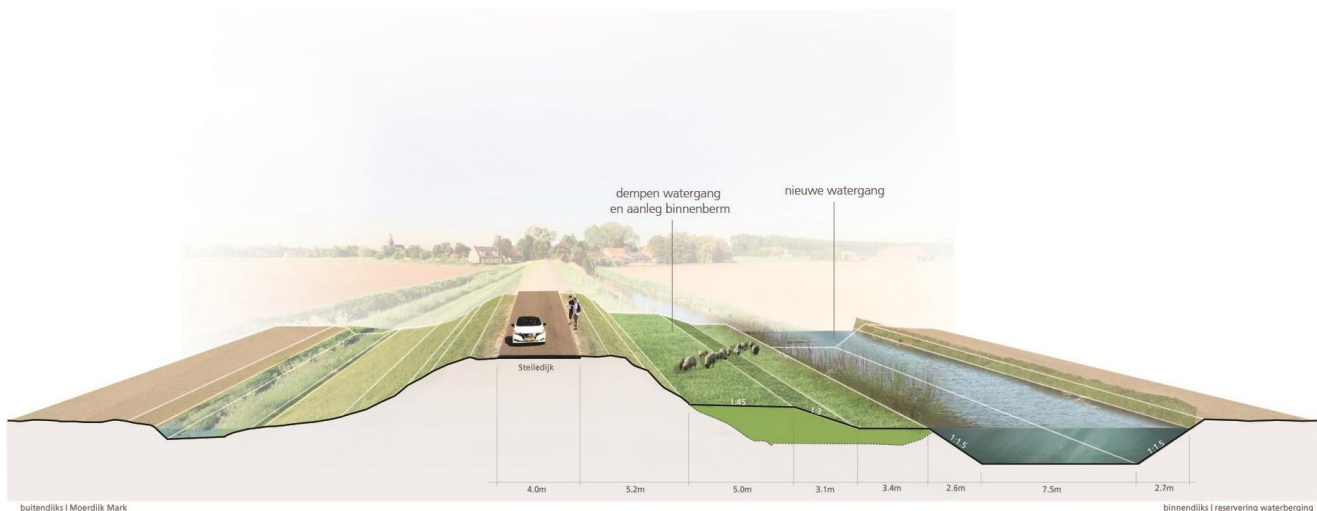 dempen watergang
en aanleg binnenberm
nieuwe watergang
Steiledijk
1:45
1:3
1:1.5
1:1.5
4.0m
5.2m
5.0m
3.1m
3.4m
2.6m
7.5m
2.7m
buitendijks | Moerdijk Mark
binnendijks | reservering waterberging